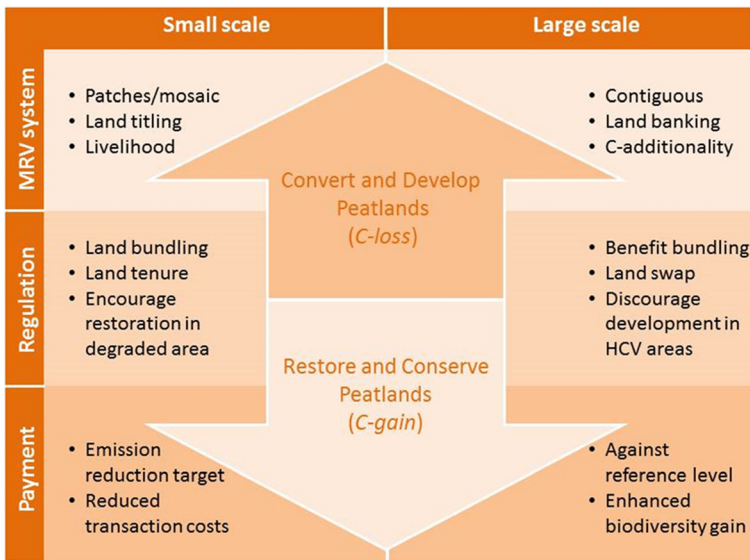 Small scale
Large scale
MRV system
• Patches/mosaic
• Land titling
• Livelihood
• Contiguous
• Land banking
• C-additionality
Convert and Develop
Peatlands
(C-loss)
Regulation
• Land bundling
• Land tenure
• Encourage
restoration in
degraded area
• Benefit bundling
• Land swap
• Discourage
development in
HCV areas
Restore and Conserve
Peatlands
(C-gain)
Payment
• Emission
reduction target
• Reduced
transaction costs
• Against
reference level
• Enhanced
biodiversity gain